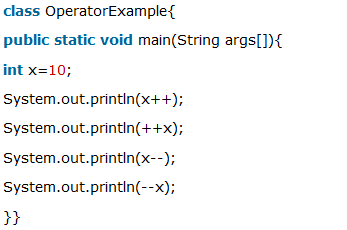 class OperatorExample{
public static void main(String args[]){
int x=10;
System.out.println(x++);
System.out.println(++x);
System.out.println(x--);
System.out.println(--x);
}}